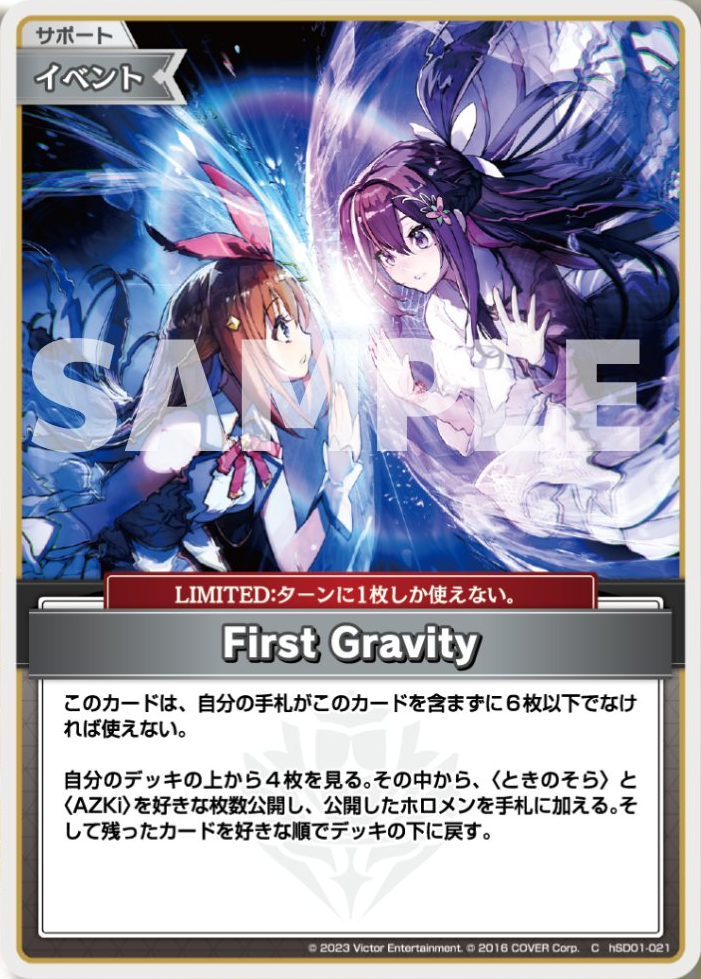 サポート
イベント
SAMPLE
LIMITED:ターンに1枚しか使えない。
First Gravity
このカードは、自分の手札がこのカードを含まずに6枚以下でなけ
れば使えない。
自分のデッキの上から4枚を見る。その中から、〈ときのそら〉と
〈AZKi〉を好きな枚数公開し、公開したホロメンを手札に加える。そ
して残ったカードを好きな順でデッキの下に戻す。
© 2023 Victor Entertainment. © 2016 COVER Corp. C hSD01-021